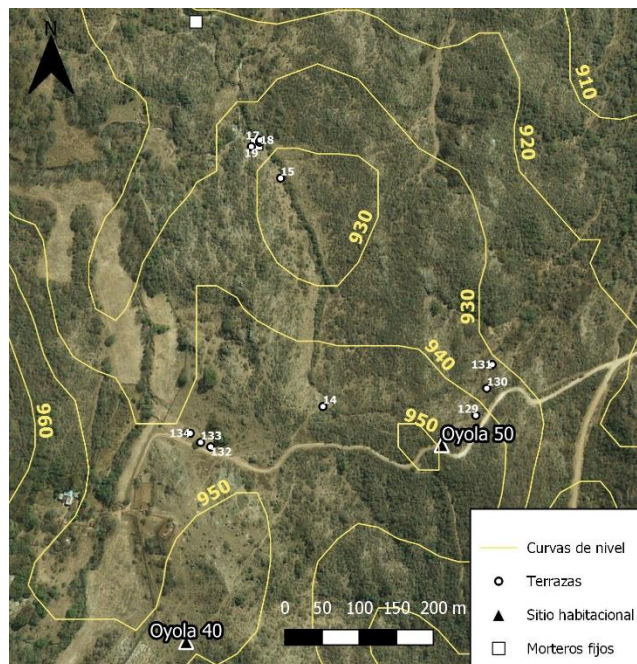 N
910
17
18
19
920
15
930
930
940
131
130
14
129
960
134
133
132
950
Oyola 50
950
Curvas de nivel
0 50 100 150 200 m
Terrazas
Sitio habitacional
Oyola 40
Morteros fijos